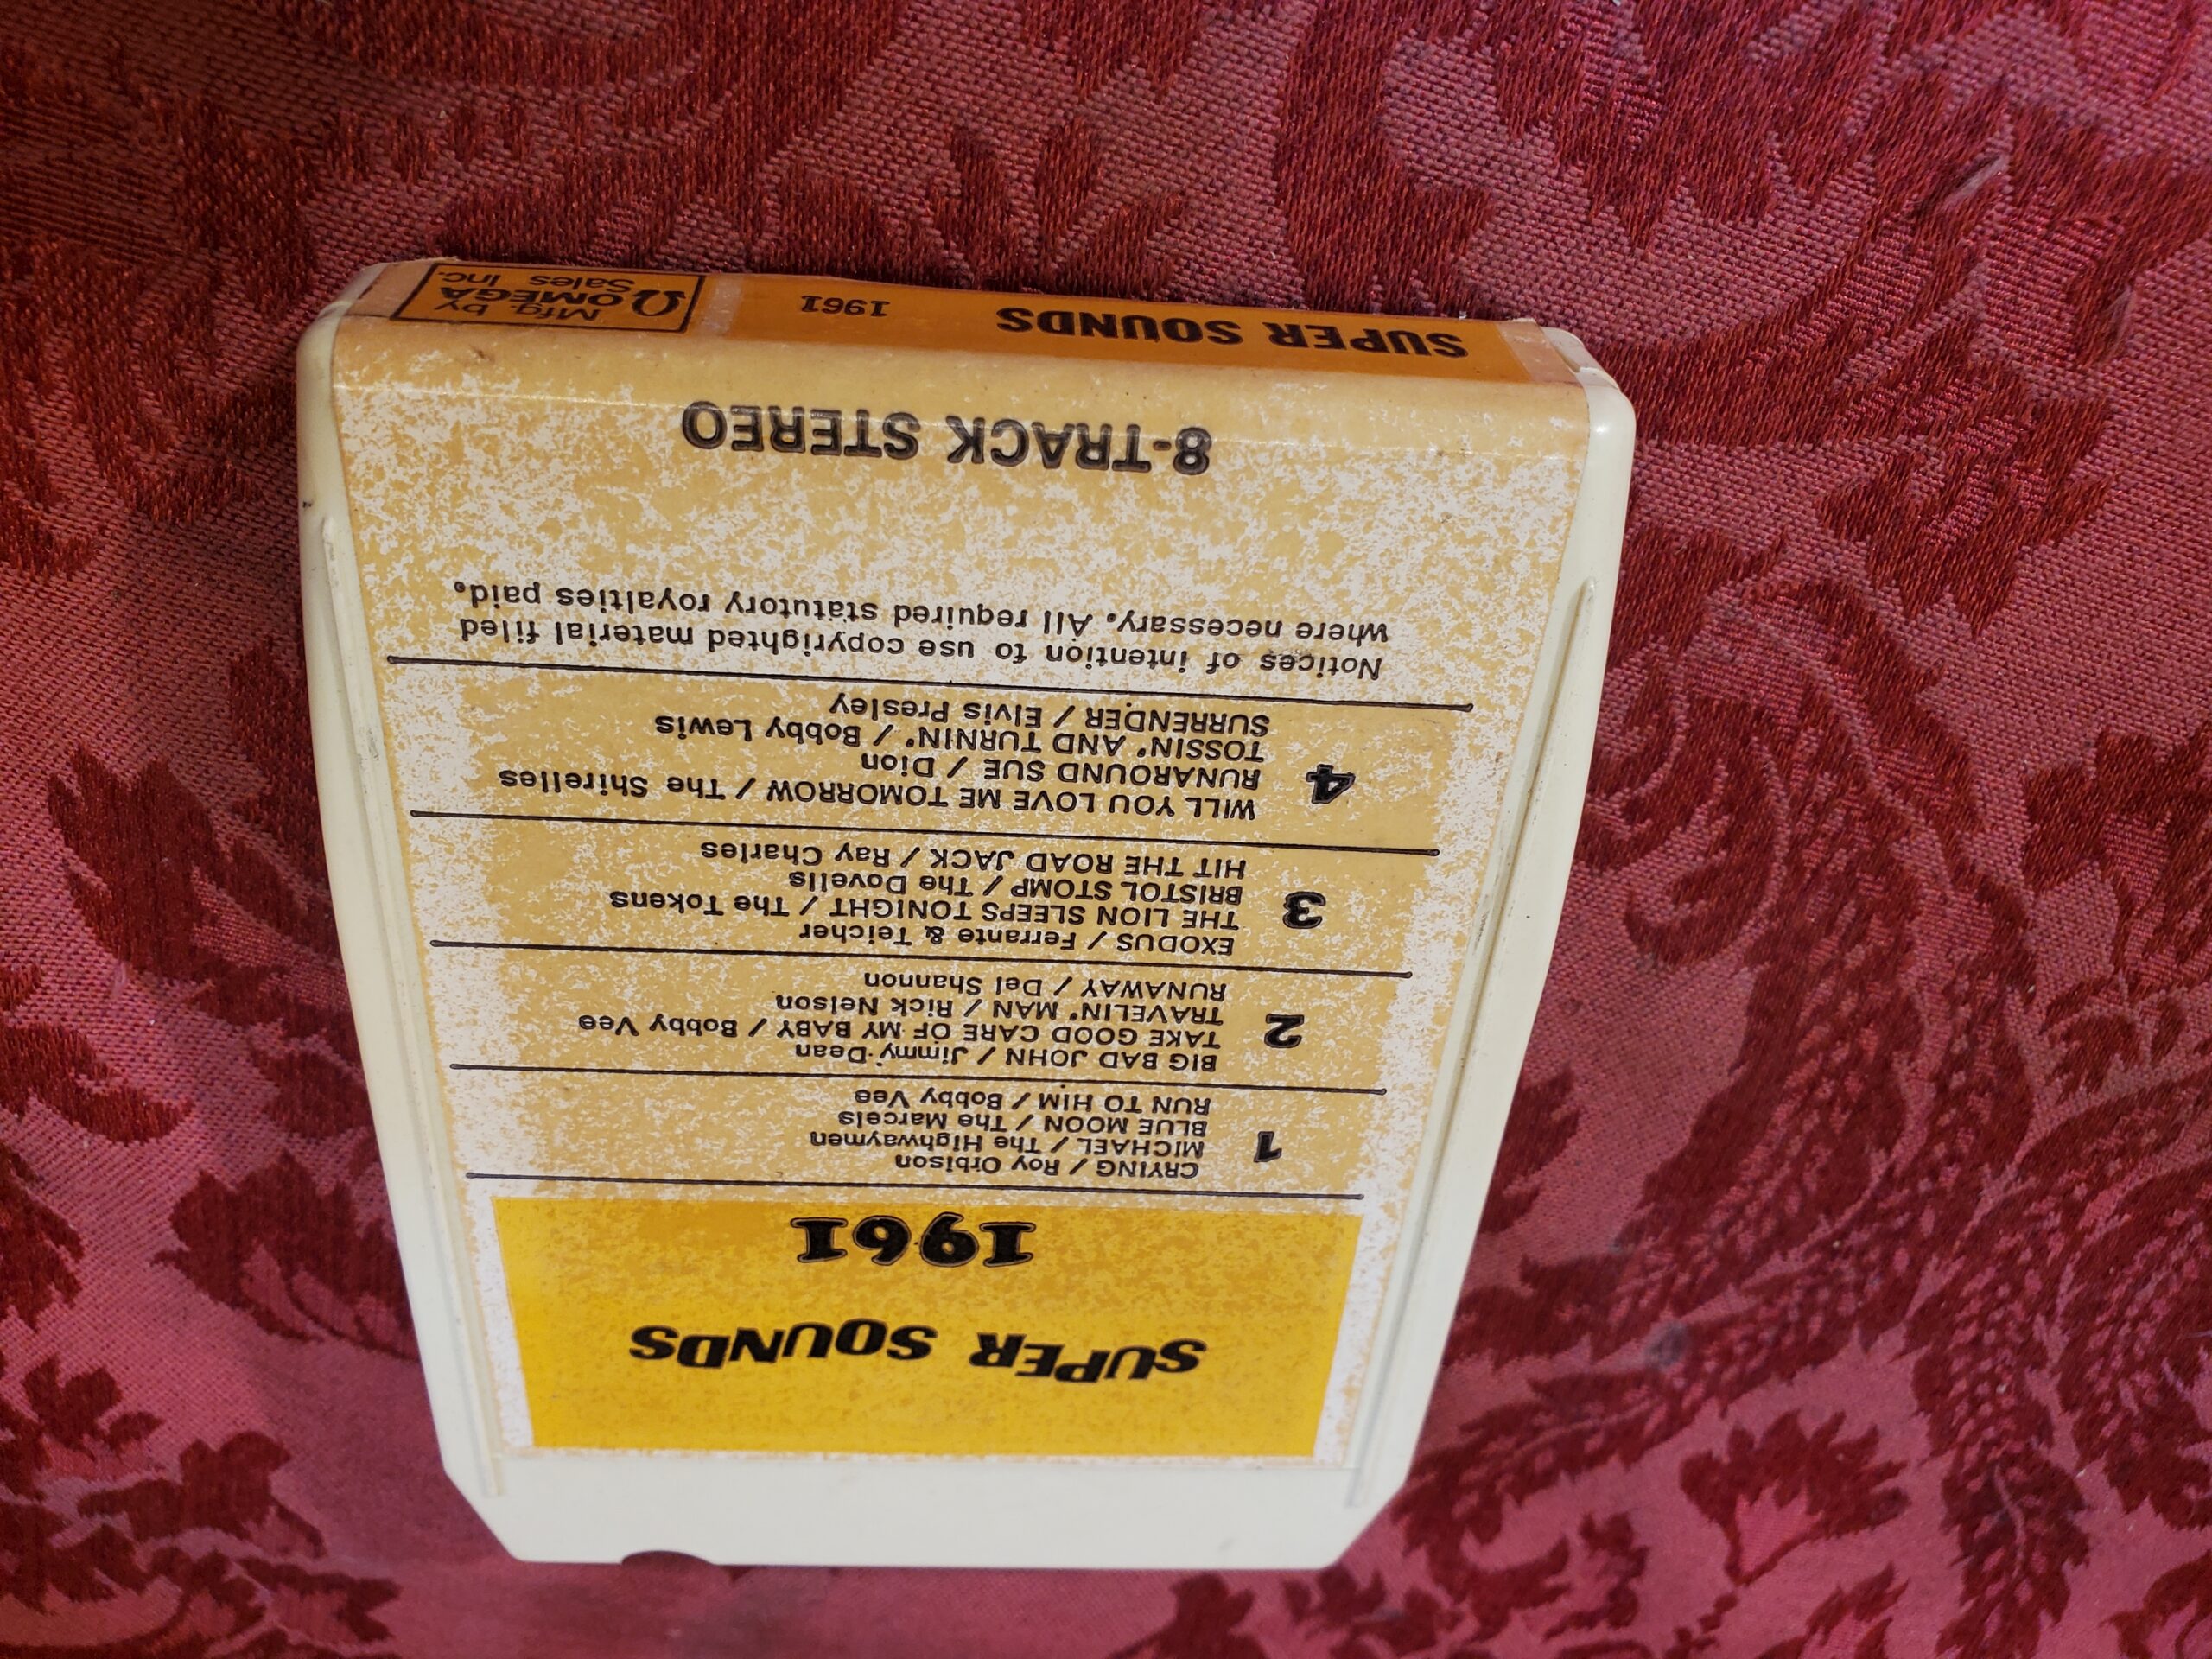 SUPER SOUNDS
1961
1
CRYING / Roy Orbison
MICHAEL / The Highwaymen
BLUE MOON / The Marcels
RUN TO HIM / Bobby Vee
2
BIG BAD JOHN / Jimmy Dean
TAKE GOOD CARE OF MY BABY / Bobby Vee
TRAVELIN' MAN / Rick Nelson
RUNAWAY / Del Shannon
3
EXODUS / Ferrante & Teicher
THE LION SLEEPS TONIGHT / The Tokens
BRISTOL STOMP / The Dovells
HIT THE ROAD JACK / Ray Charles
4
WILL YOU LOVE ME TOMORROW / The Shirelles
RUNAROUND SUE / Dion
TOSSIN' AND TURNIN' / Bobby Lewis
SURRENDER / Elvis Presley
Notices of intention to use copyrighted material filed
where necessary. All required statutory royalties paid.
8-TRACK STEREO
SUPER SOUNDS 1961
Mfg. by
Ω OMEGA
Sales Inc.